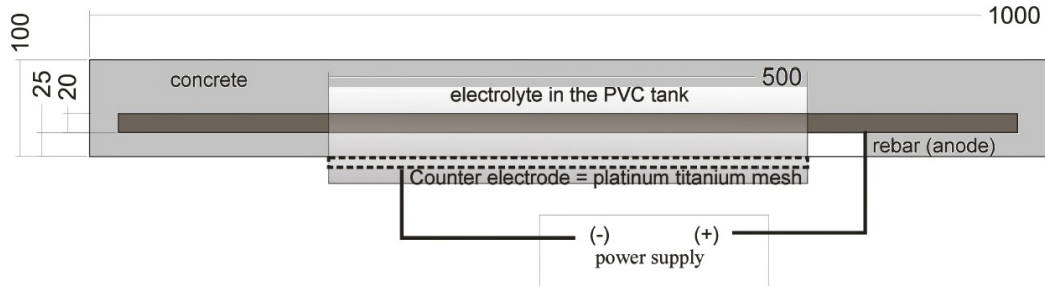 1000
100
concrete
500
25
20
electrolyte in the PVC tank
rebar (anode)
Counter electrode = platinum titanium mesh
(-) (+)
power supply